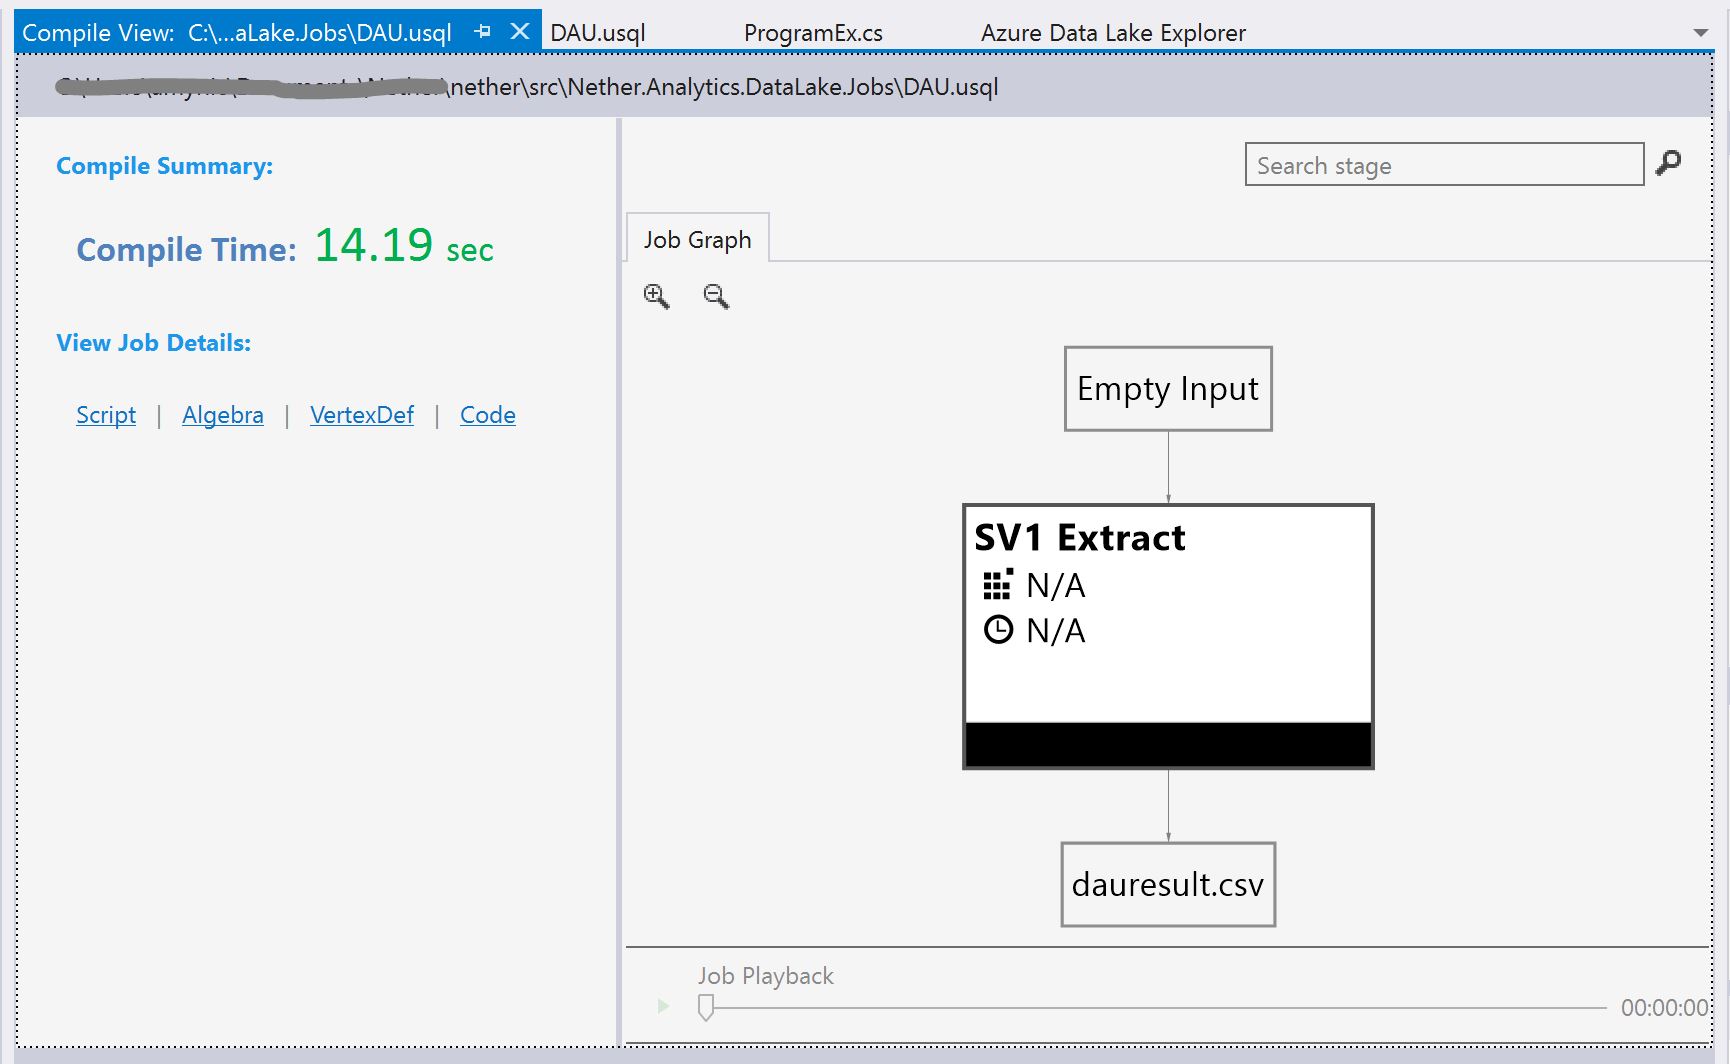 Compile View: C:\...aLake.Jobs\DAU.usql DAU.usql ProgramEx.cs Azure Data Lake Explorer
\nether\src\Nether.Analytics.DataLake.Jobs\DAU.usql
Compile Summary:
Compile Time: 14.19 sec
View Job Details:
Script | Algebra | VertexDef | Code
Search stage
Job Graph
Empty Input
SV1 Extract
N/A
N/A
dauresult.csv
Job Playback
00:00:00